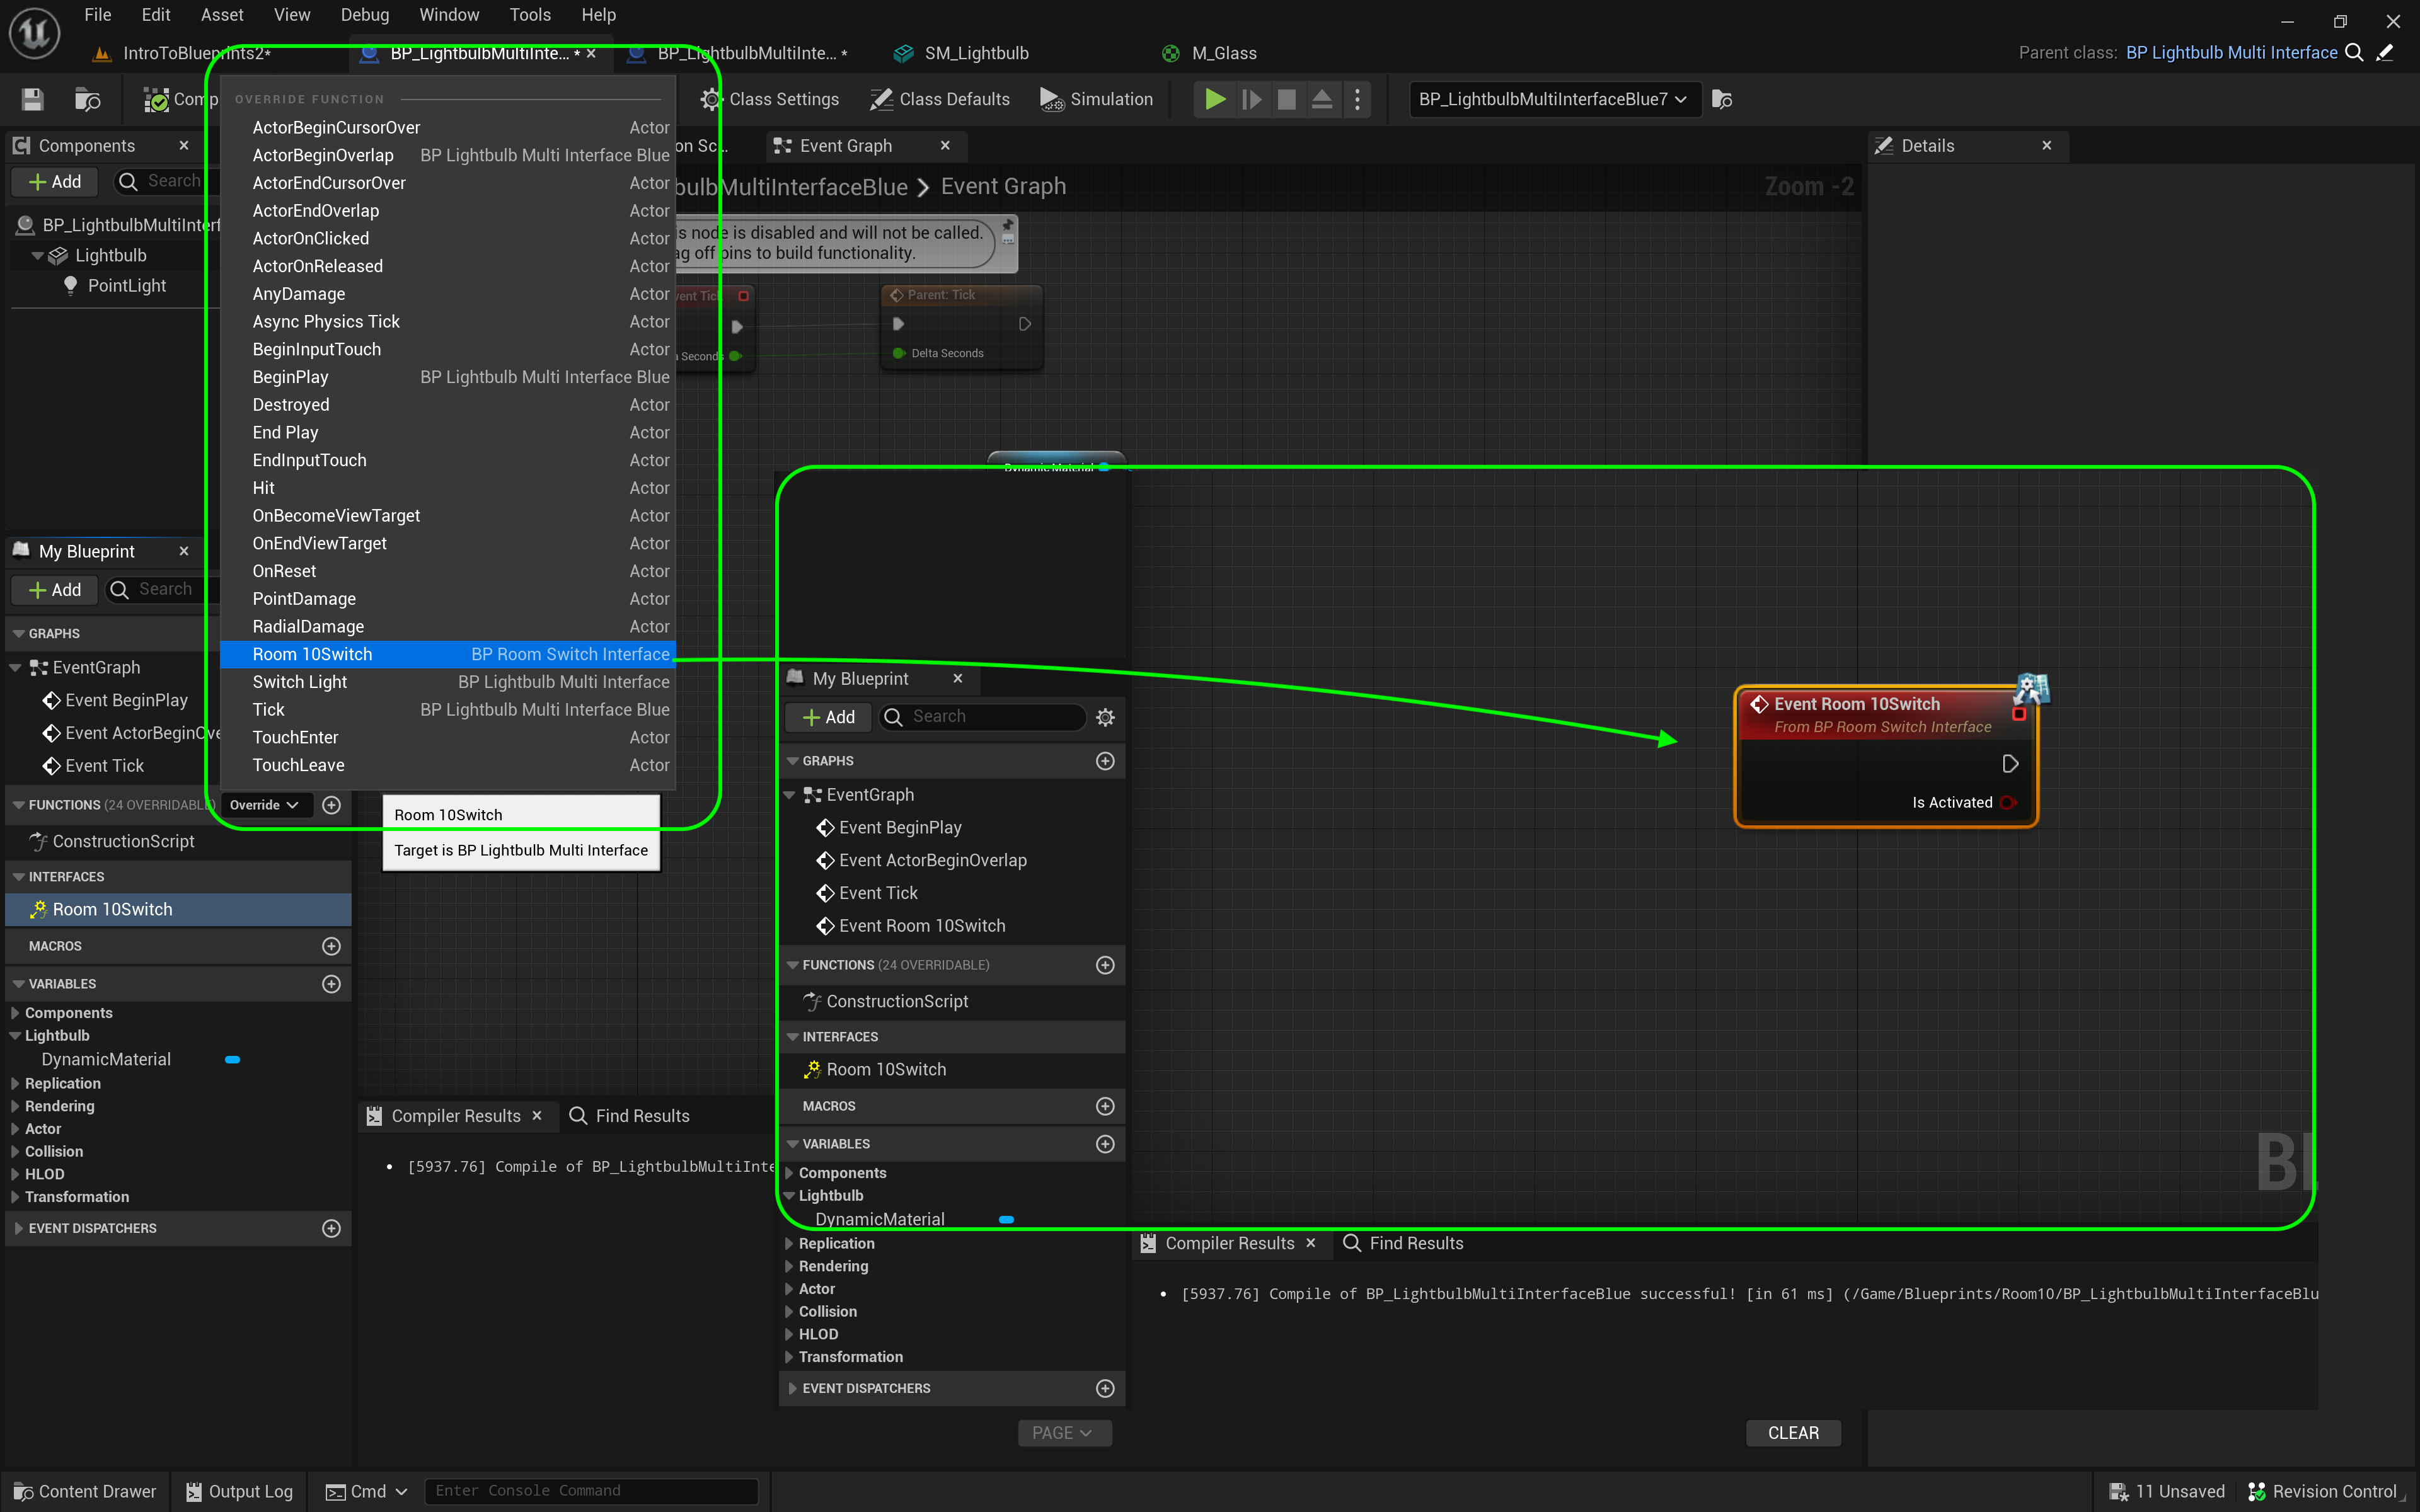 File Edit Asset View Debug Window Tools Help
IntroToBlueprints2*
BP_LightbulbMultiInte... *
BP_LightbulbMultiInte... *
SM_Lightbulb
M_Glass
Parent class: BP Lightbulb Multi Interface
Comp
Class Settings
Class Defaults
Simulation
BP_LightbulbMultiInterfaceBlue7
Components
Add
Search
BP_LightbulbMultiInterf
Lightbulb
PointLight
OVERRIDE FUNCTION
ActorBeginCursorOver Actor
ActorBeginOverlap BP Lightbulb Multi Interface Blue
ActorEndCursorOver Actor
ActorEndOverlap Actor
ActorOnClicked Actor
ActorOnReleased Actor
AnyDamage Actor
Async Physics Tick Actor
BeginInputTouch Actor
BeginPlay BP Lightbulb Multi Interface Blue
Destroyed Actor
End Play Actor
EndInputTouch Actor
Hit Actor
OnBecomeViewTarget Actor
OnEndViewTarget Actor
OnReset Actor
PointDamage Actor
RadialDamage Actor
Room 10Switch BP Room Switch Interface
Switch Light BP Lightbulb Multi Interface
Tick BP Lightbulb Multi Interface Blue
TouchEnter Actor
TouchLeave Actor
Room 10Switch
Target is BP Lightbulb Multi Interface
on Sc...
Event Graph
bulbMultiInterfaceBlue > Event Graph
Zoom -2
is node is disabled and will not be called.
ag off pins to build functionality.
vent Tick
a Seconds
Parent: Tick
Delta Seconds
Dynamic Material
Details
My Blueprint
Add
Search
GRAPHS
EventGraph
Event BeginPlay
Event ActorBeginOve
Event Tick
FUNCTIONS (24 OVERRIDABLE) Override
ConstructionScript
INTERFACES
Room 10Switch
MACROS
VARIABLES
Components
Lightbulb
DynamicMaterial
Replication
Rendering
Actor
Collision
HLOD
Transformation
EVENT DISPATCHERS
Compiler Results
Find Results
[5937.76] Compile of BP_LightbulbMultiInte
My Blueprint
Add
Search
GRAPHS
EventGraph
Event BeginPlay
Event ActorBeginOverlap
Event Tick
Event Room 10Switch
FUNCTIONS (24 OVERRIDABLE)
ConstructionScript
INTERFACES
Room 10Switch
MACROS
VARIABLES
Components
Lightbulb
DynamicMaterial
Replication
Rendering
Actor
Collision
HLOD
Transformation
EVENT DISPATCHERS
Event Room 10Switch
From BP Room Switch Interface
Is Activated
BL
Compiler Results
Find Results
[5937.76] Compile of BP_LightbulbMultiInterfaceBlue successful! [in 61 ms] (/Game/Blueprints/Room10/BP_LightbulbMultiInterfaceBlu
PAGE
CLEAR
Content Drawer
Output Log
Cmd
Enter Console Command
11 Unsaved
Revision Control